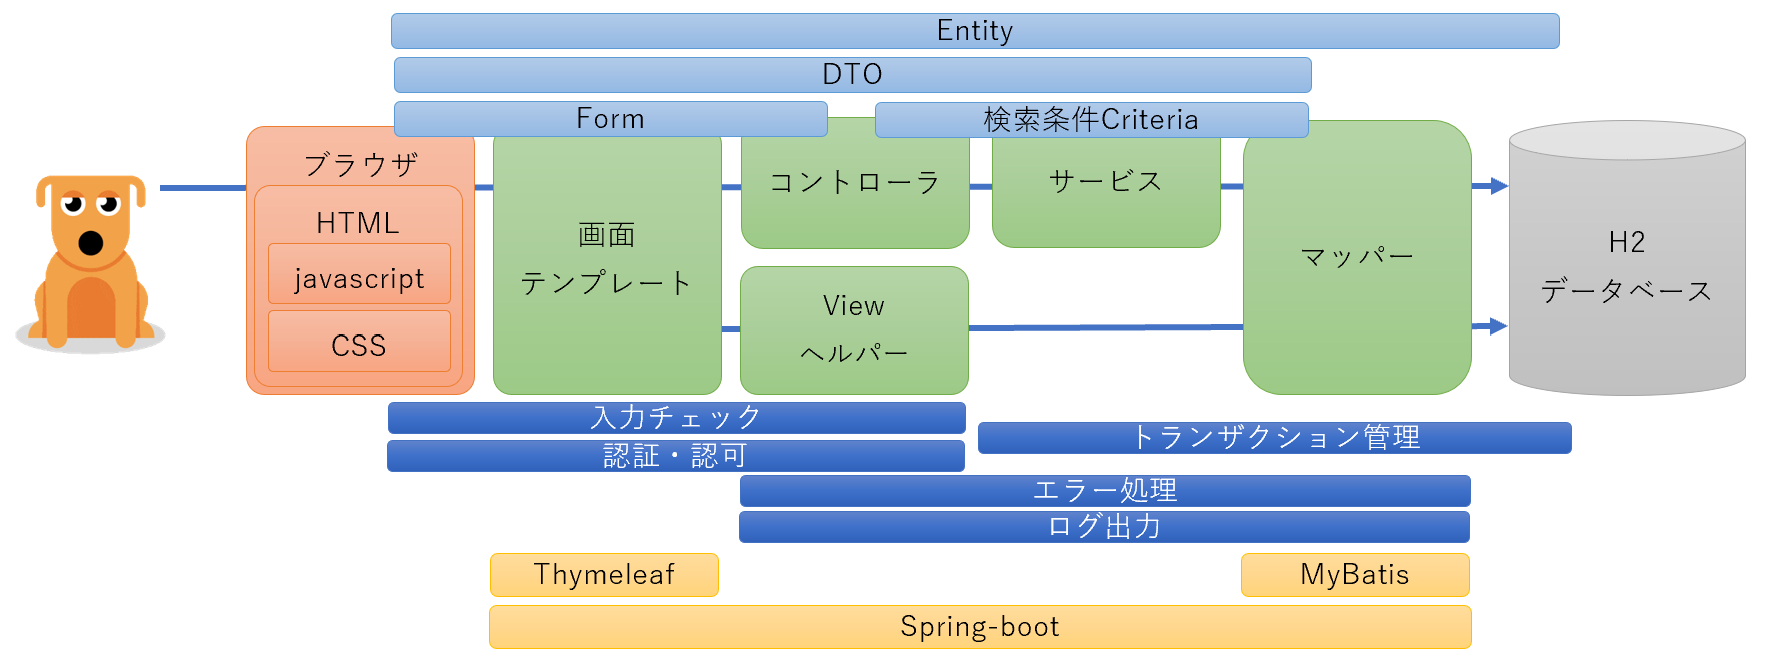 Entity
DTO
Form
検索条件Criteria
ブラウザ
HTML
javascript
CSS
画面
テンプレート
コントローラ
View
ヘルパー
サービス
マッパー
H2
データベース
入力チェック
認証・認可
トランザクション管理
エラー処理
ログ出力
Thymeleaf
MyBatis
Spring-boot